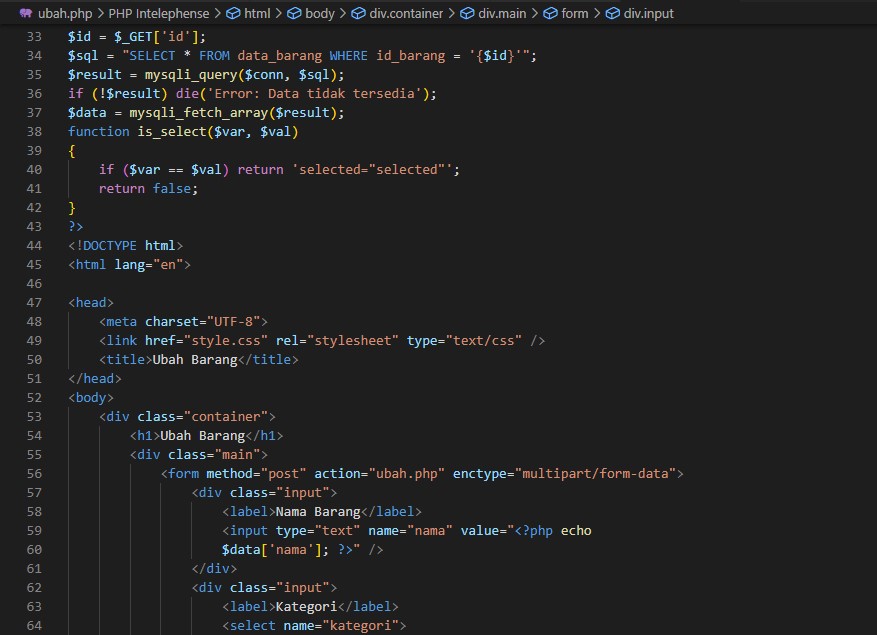 ubah.php > PHP Intelephense > html > body > div.container > div.main > form > div.input
33 $id = $_GET['id'];
34 $sql = "SELECT * FROM data_barang WHERE id_barang = '{$id}'";
35 $result = mysqli_query($conn, $sql);
36 if (!$result) die('Error: Data tidak tersedia');
37 $data = mysqli_fetch_array($result);
38 function is_select($var, $val)
39 {
40     if ($var == $val) return 'selected="selected"';
41     return false;
42 }
43 ?>
44 <!DOCTYPE html>
45 <html lang="en">
46
47 <head>
48     <meta charset="UTF-8">
49     <link href="style.css" rel="stylesheet" type="text/css" />
50     <title>Ubah Barang</title>
51 </head>
52 <body>
53     <div class="container">
54         <h1>Ubah Barang</h1>
55         <div class="main">
56             <form method="post" action="ubah.php" enctype="multipart/form-data">
57                 <div class="input">
58                     <label>Nama Barang</label>
59                     <input type="text" name="nama" value="<?php echo
60                     $data['nama']; ?>" />
61                 </div>
62                 <div class="input">
63                     <label>Kategori</label>
64                     <select name="kategori">